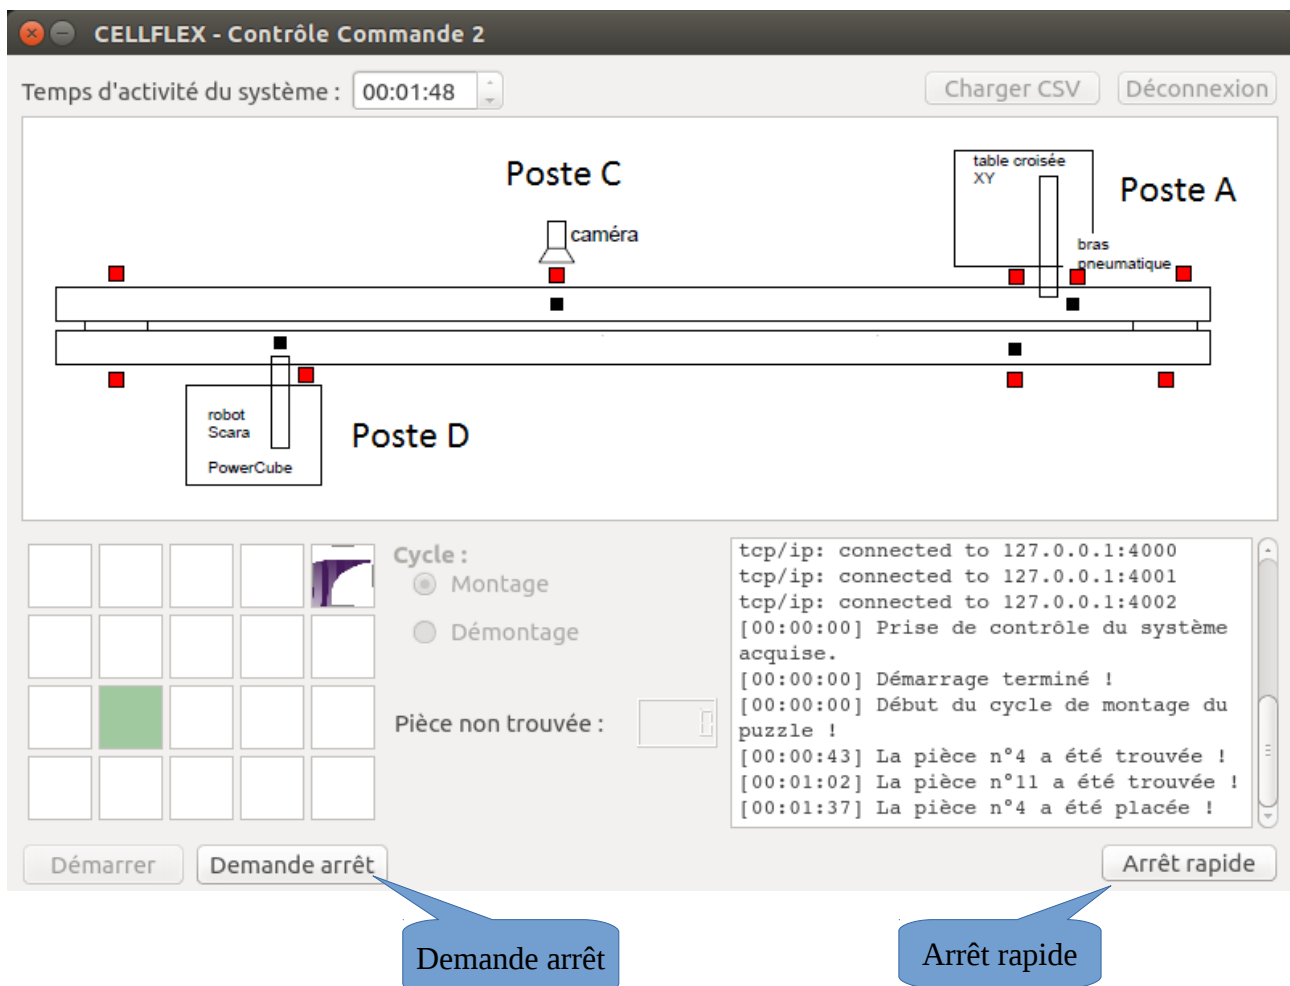 CELLFLEX - Contrôle Commande 2
Temps d'activité du système : 00:01:48
Charger CSV
Déconnexion
Poste C
caméra
table croisée
XY
Poste A
bras
pneumatique
robot
Scara
PowerCube
Poste D
Cycle :
Montage
Démontage
Pièce non trouvée : 0
tcp/ip: connected to 127.0.0.1:4000
tcp/ip: connected to 127.0.0.1:4001
tcp/ip: connected to 127.0.0.1:4002
[00:00:00] Prise de contrôle du système
acquise.
[00:00:00] Démarrage terminé !
[00:00:00] Début du cycle de montage du
puzzle !
[00:00:43] La pièce n°4 a été trouvée !
[00:01:02] La pièce n°11 a été trouvée !
[00:01:37] La pièce n°4 a été placée !
Démarrer
Demande arrêt
Arrêt rapide
Demande arrêt
Arrêt rapide